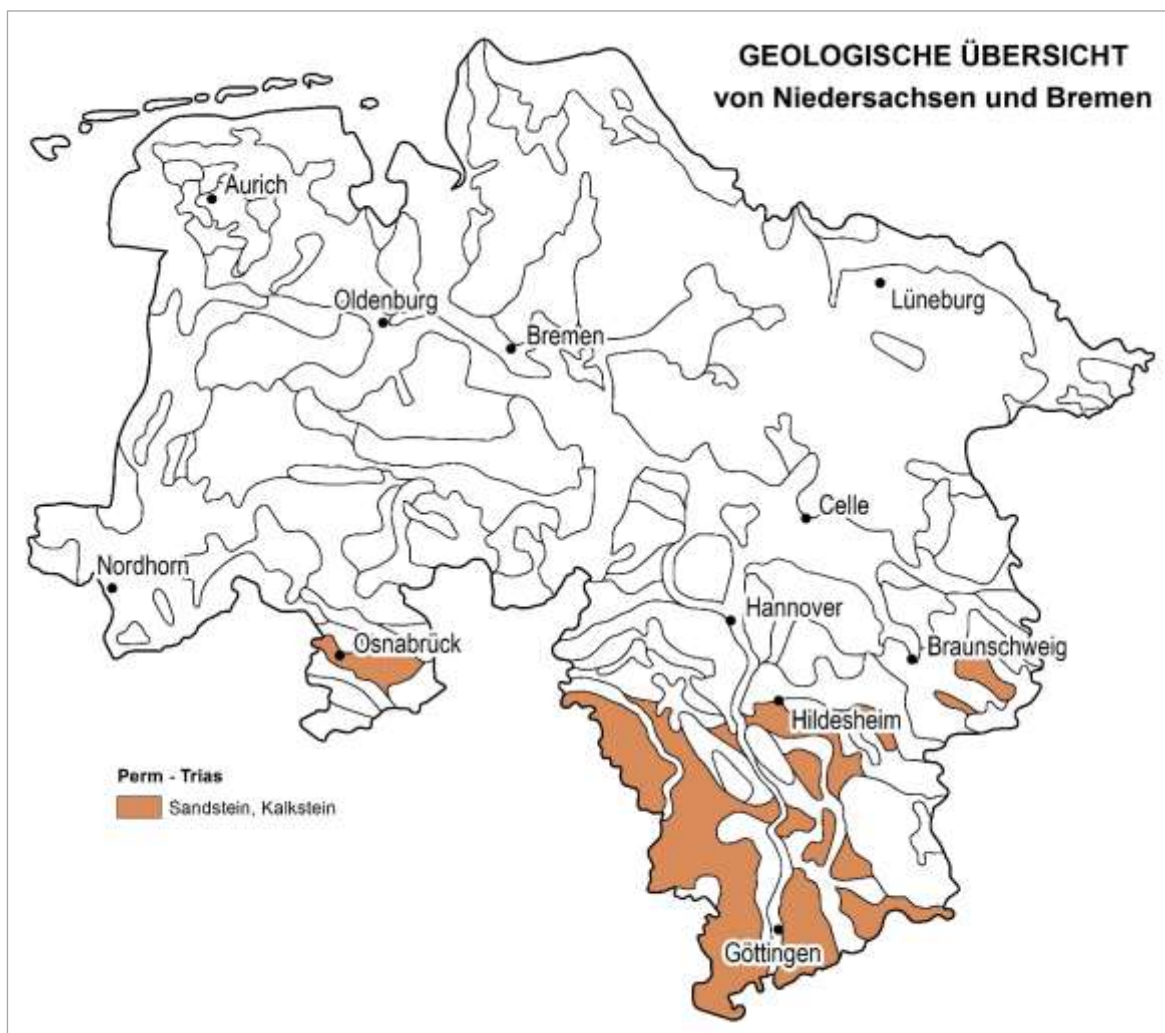 GEOLOGISCHE ÜBERSICHT
von Niedersachsen und Bremen
Aurich
Oldenburg
Bremen
Lüneburg
Celle
Nordhorn
Hannover
Osnabrück
Braunschweig
Hildesheim
Perm - Trias
Sandstein, Kalkstein
Göttingen